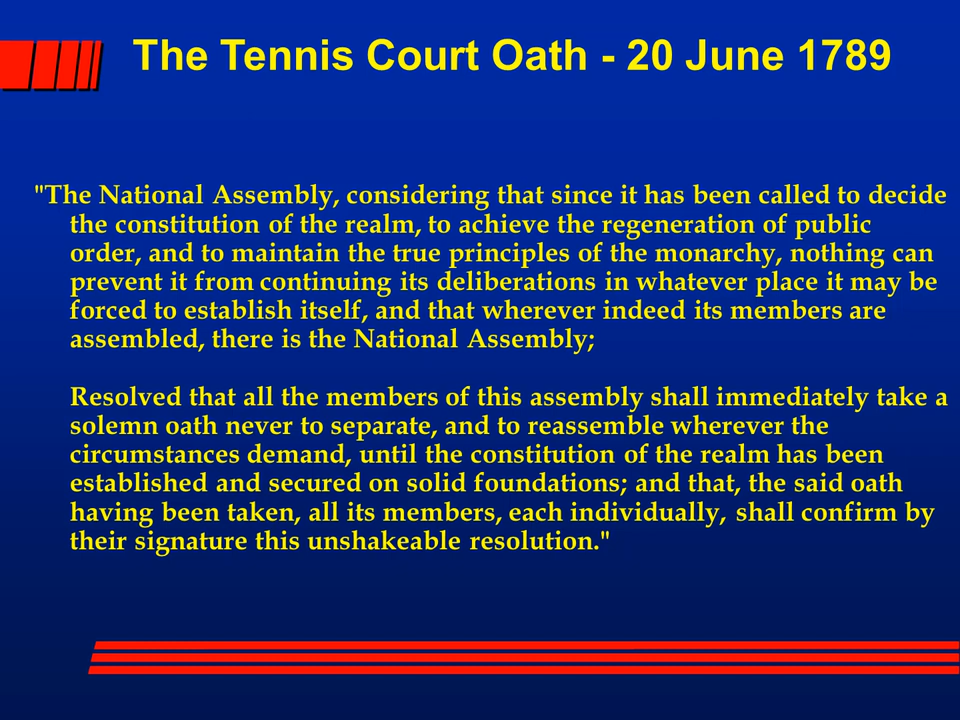 The Tennis Court Oath - 20 June 1789
"The National Assembly, considering that since it has been called to decide
the constitution of the realm, to achieve the regeneration of public
order, and to maintain the true principles of the monarchy, nothing can
prevent it from continuing its deliberations in whatever place it may be
forced to establish itself, and that wherever indeed its members are
assembled, there is the National Assembly;
Resolved that all the members of this assembly shall immediately take a
solemn oath never to separate, and to reassemble wherever the
circumstances demand, until the constitution of the realm has been
established and secured on solid foundations; and that, the said oath
having been taken, all its members, each individually, shall confirm by
their signature this unshakeable resolution."